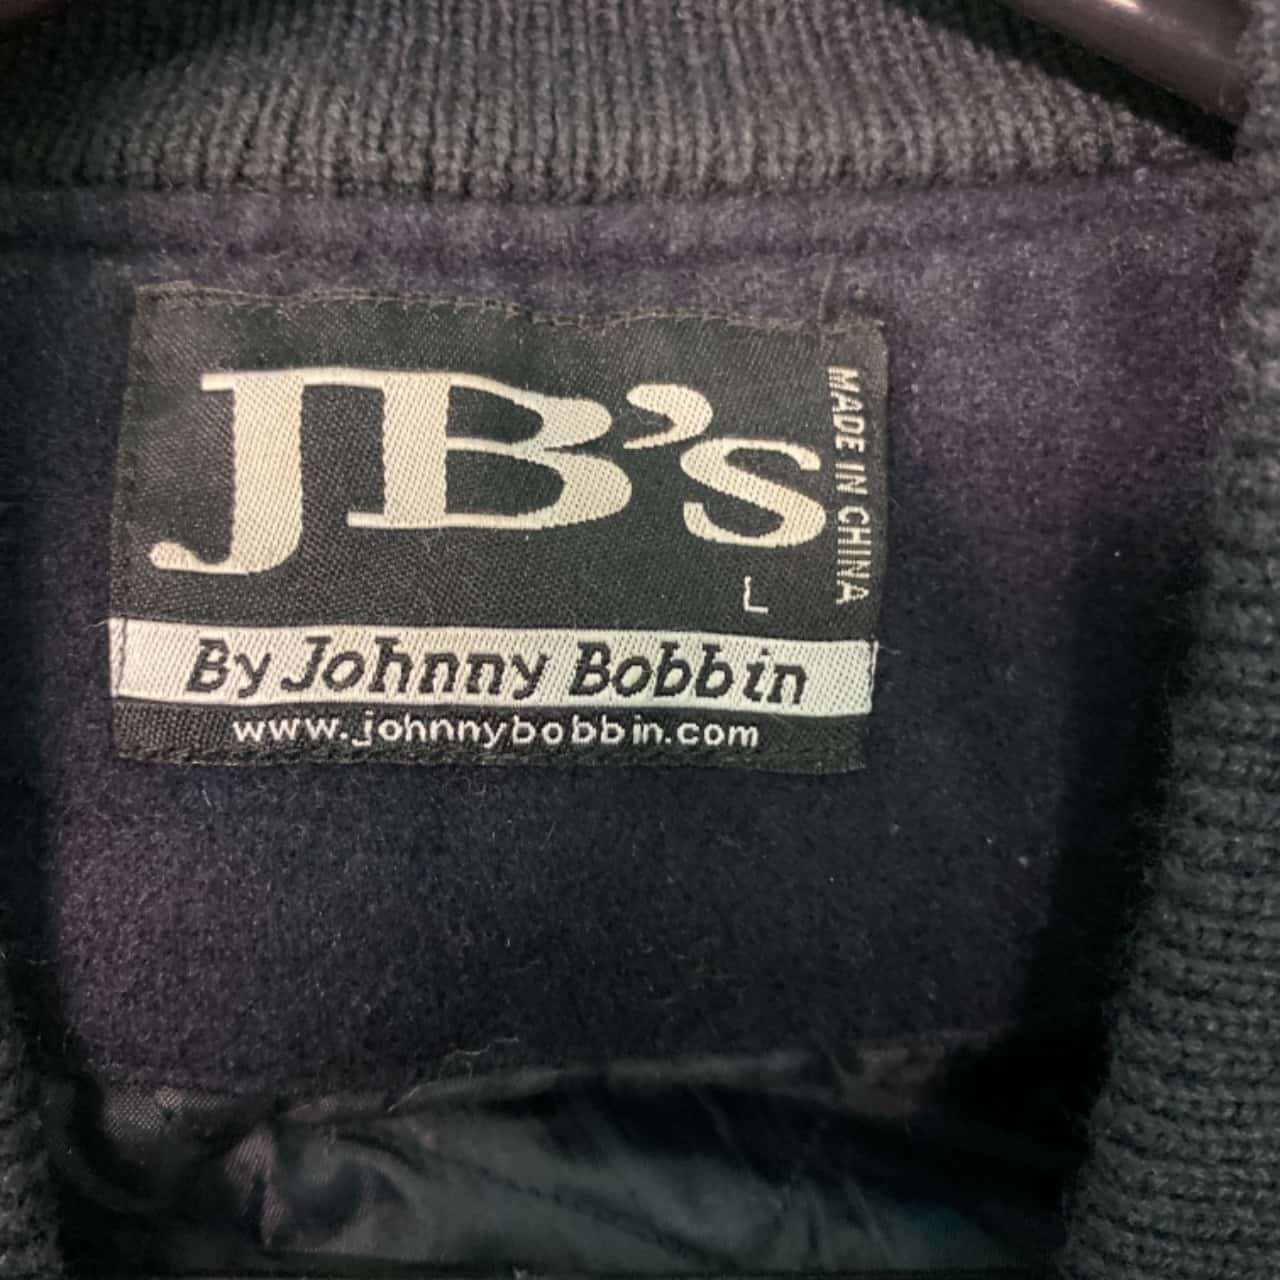 JB's
MADE IN CHINA
L
By Johnny Bobbin
www.johnnybobbin.com